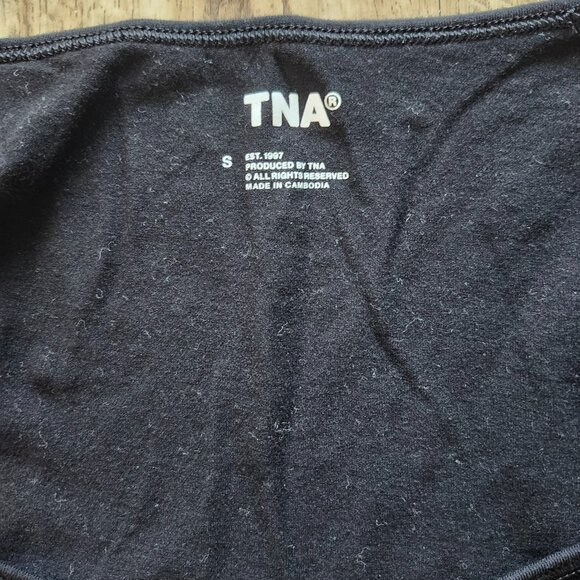 TNA®
S EST. 1997
PRODUCED BY TNA
© ALL RIGHTS RESERVED
MADE IN CAMBODIA